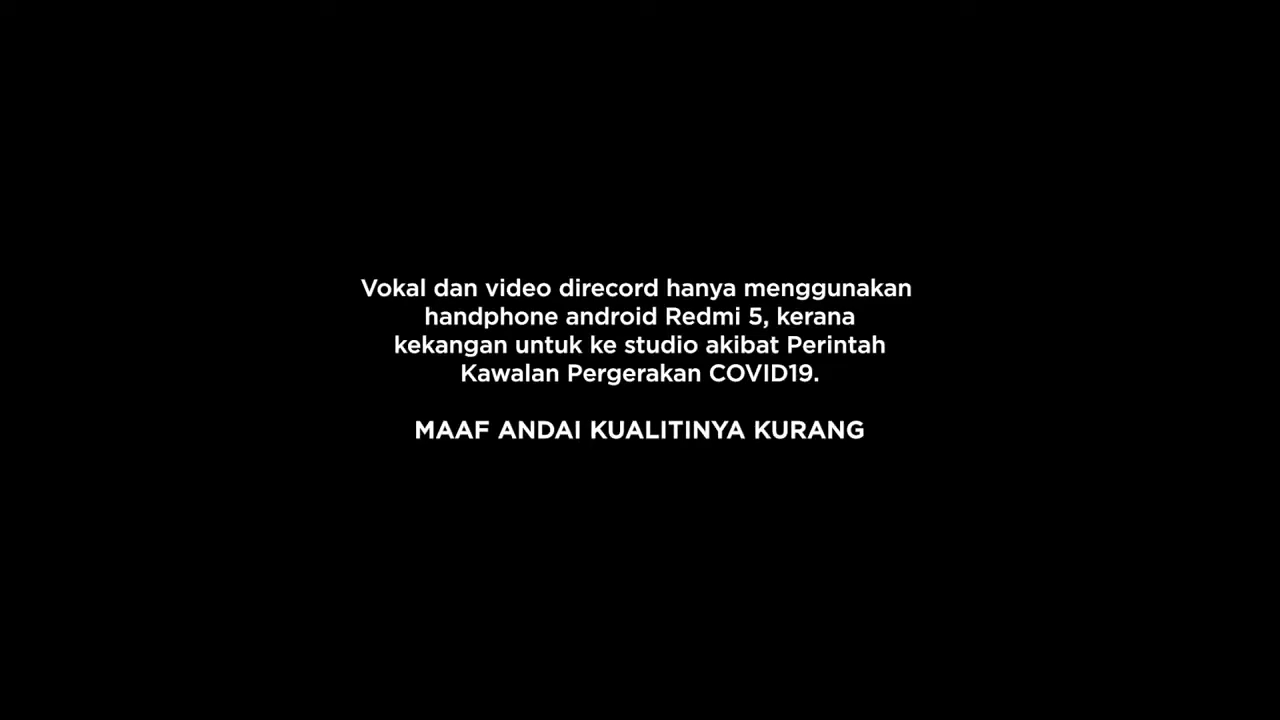 Vokal dan video direcord hanya menggunakan
handphone android Redmi 5, kerana
kekangan untuk ke studio akibat Perintah
Kawalan Pergerakan COVID19.
MAAF ANDAI KUALITINYA KURANG